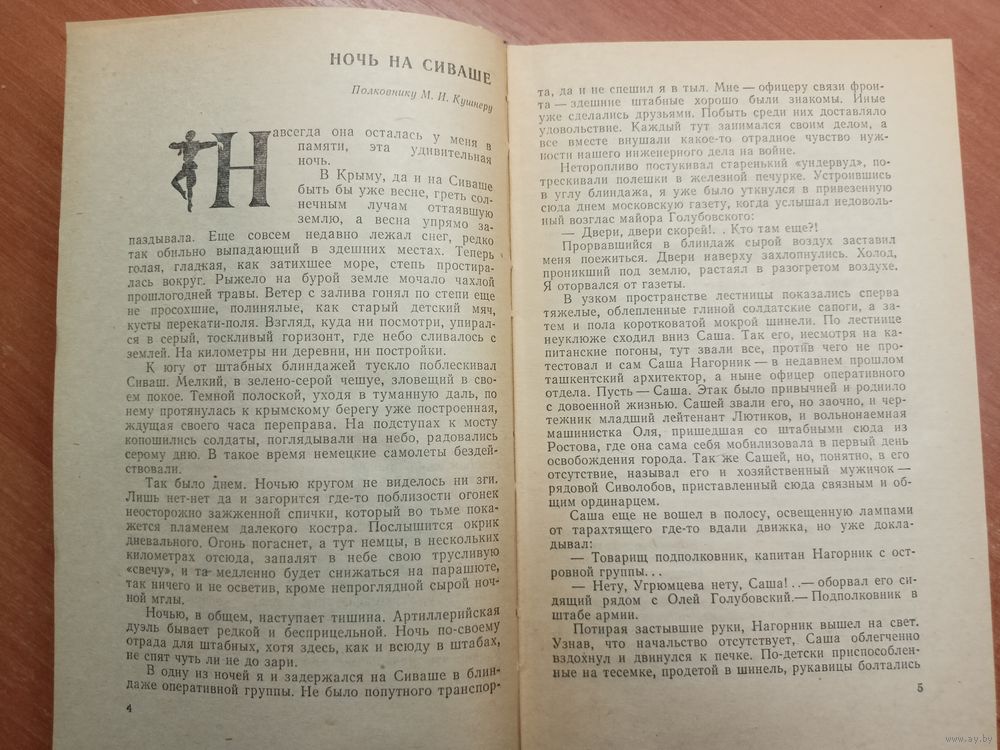 НОЧЬ НА СИВАШЕ
Полковнику М. И. Кушнеру
Навсегда она осталась у меня в
памяти, эта удивительная
ночь.
В Крыму, да и на Сиваше
быть бы уже весне, греть сол-
нечным лучам оттаявшую
землю, а весна упрямо за-
паздывала. Еще совсем недавно лежал снег, редко
так обильно выпадающий в здешних местах. Теперь
голая, гладкая, как затихшее море, степь простира-
лась вокруг. Рыжело на бурой земле мочало чахлой
прошлогодней травы. Ветер с залива гонял по степи еще
не просохшие, полинялые, как старый детский мяч,
кусты перекати-поля. Взгляд, куда ни посмотри, упирал-
ся в серый, тоскливый горизонт, где небо сливалось с
землей. На километры ни деревни, ни постройки.
К югу от штабных блиндажей тускло поблескивал
Сиваш. Мелкий, в зелено-серой чешуе, зловещий в сво-
ем покое. Темной полоской, уходя в туманную даль, по
нему протянулась к крымскому берегу уже построенная,
ждущая своего часа переправа. На подступах к мосту
копошились солдаты, поглядывали на небо, радовались
серому дню. В такое время немецкие самолеты бездей-
ствовали.
Так было днем. Ночью кругом не виделось ни зги.
Лишь нет-нет да и загорится где-то поблизости огонек
неосторожно зажженной спички, который во тьме пока-
жется пламенем далекого костра. Послышится окрик
дневального. Огонь погаснет, а тут немцы, в нескольких
километрах отсюда, запалят в небе свою трусливую
«свечу», и та медленно будет снижаться на парашюте,
так ничего и не осветив, кроме непроглядной сырой ноч-
ной мглы.
Ночью, в общем, наступает тишина. Артиллерийская
дуэль бывает редкой и бесприцельной. Ночь по-своему
отрада для штабных, хотя здесь, как и всюду в штабах,
не спят чуть ли не до зари.
В одну из ночей я и задержался на Сиваше в блин-
даже оперативной группы. Не было попутного транспор-
4
та, да и не спешил я в тыл. Мне — офицеру связи фрон-
та — здешние штабные хорошо были знакомы. Иные
уже сделались друзьями. Побыть среди них доставляло
удовольствие. Каждый тут занимался своим делом, а
все вместе внушали какое-то отрадное чувство нуж-
ности нашего инженерного дела на войне.
Неторопливо постукивал старенький «ундервуд», по-
трескивали полешки в железной печурке. Устроившись
в углу блиндажа, я уже было уткнулся в привезенную
сюда днем московскую газету, когда услышал недоволь-
ный возглас майора Голубовского:
— Двери, двери скорей!.. Кто там еще?!
Прорвавшийся в блиндаж сырой воздух заставил
меня поежиться. Двери наверху захлопнулись. Холод,
проникший под землю, растаял в разогретом воздухе.
Я оторвался от газеты.
В узком пространстве лестницы показались сперва
тяжелые, облепленные глиной солдатские сапоги, а за-
тем и пола коротковатой мокрой шинели. По лестнице
неуклюже сходил вниз Саша. Так его, несмотря на ка-
питанские погоны, тут звали все, против чего не про-
тестовал и сам Саша Нагорник — в недавнем прошлом
ташкентский архитектор, а ныне офицер оперативного
отдела. Пусть — Саша. Этак было привычней и роднило
с довоенной жизнью. Сашей звали его, но заочно, и чер-
тежник младший лейтенант Лютиков, и вольнонаемная
машинистка Оля, пришедшая со штабными сюда из
Ростова, где она сама себя мобилизовала в первый день
освобождения города. Так же Сашей, но, понятно, в его
отсутствие, называл его и хозяйственный мужичок —
рядовой Сиволобов, приставленный сюда связным и об-
щим ординарцем.
Саша еще не вошел в полосу, освещенную лампами
от тарахтящего где-то вдали движка, но уже докла-
дывал:
— Товарищ подполковник, капитан Нагорник с ост-
ровной группы...
— Нету, Угрюмцева нету, Саша!..— оборвал его си-
дящий рядом с Олей Голубовский.— Подполковник в
штабе армии.
Потирая застывшие руки, Нагорник вышел на свет.
Узнав, что начальство отсутствует, Саша облегченно
вздохнул и двинулся к печке. По-детски приспособлен-
ные на тесемке, продетой в шинель, рукавицы болтались
5
www.ay.by